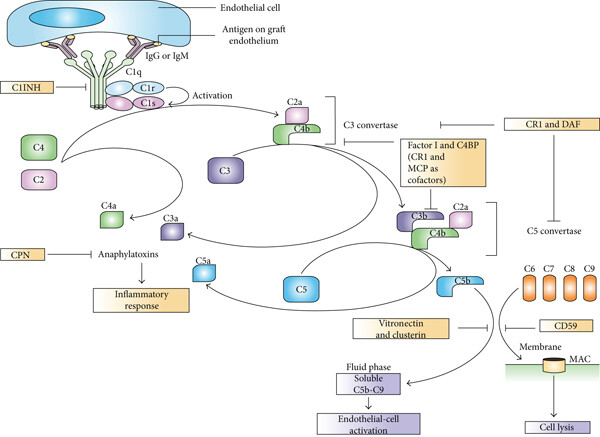 Endothelial cell
Antigen on graft
endothelium
IgG or IgM
C1q
C1INH
C1r
C1s
Activation
C2a
C4b
C3 convertase
CR1 and DAF
C4
C2
C3
Factor I and C4BP
(CR1 and
MCP as
cofactors)
C4a
C3a
C3b
C2a
C4b
C5 convertase
CPN
Anaphylatoxins
C5a
C5
C5b
C6
C7
C8
C9
Inflammatory
response
Vitronectin
and clusterin
CD59
Membrane
MAC
Fluid phase
Soluble
C5b-C9
Endothelial-cell
activation
Cell lysis